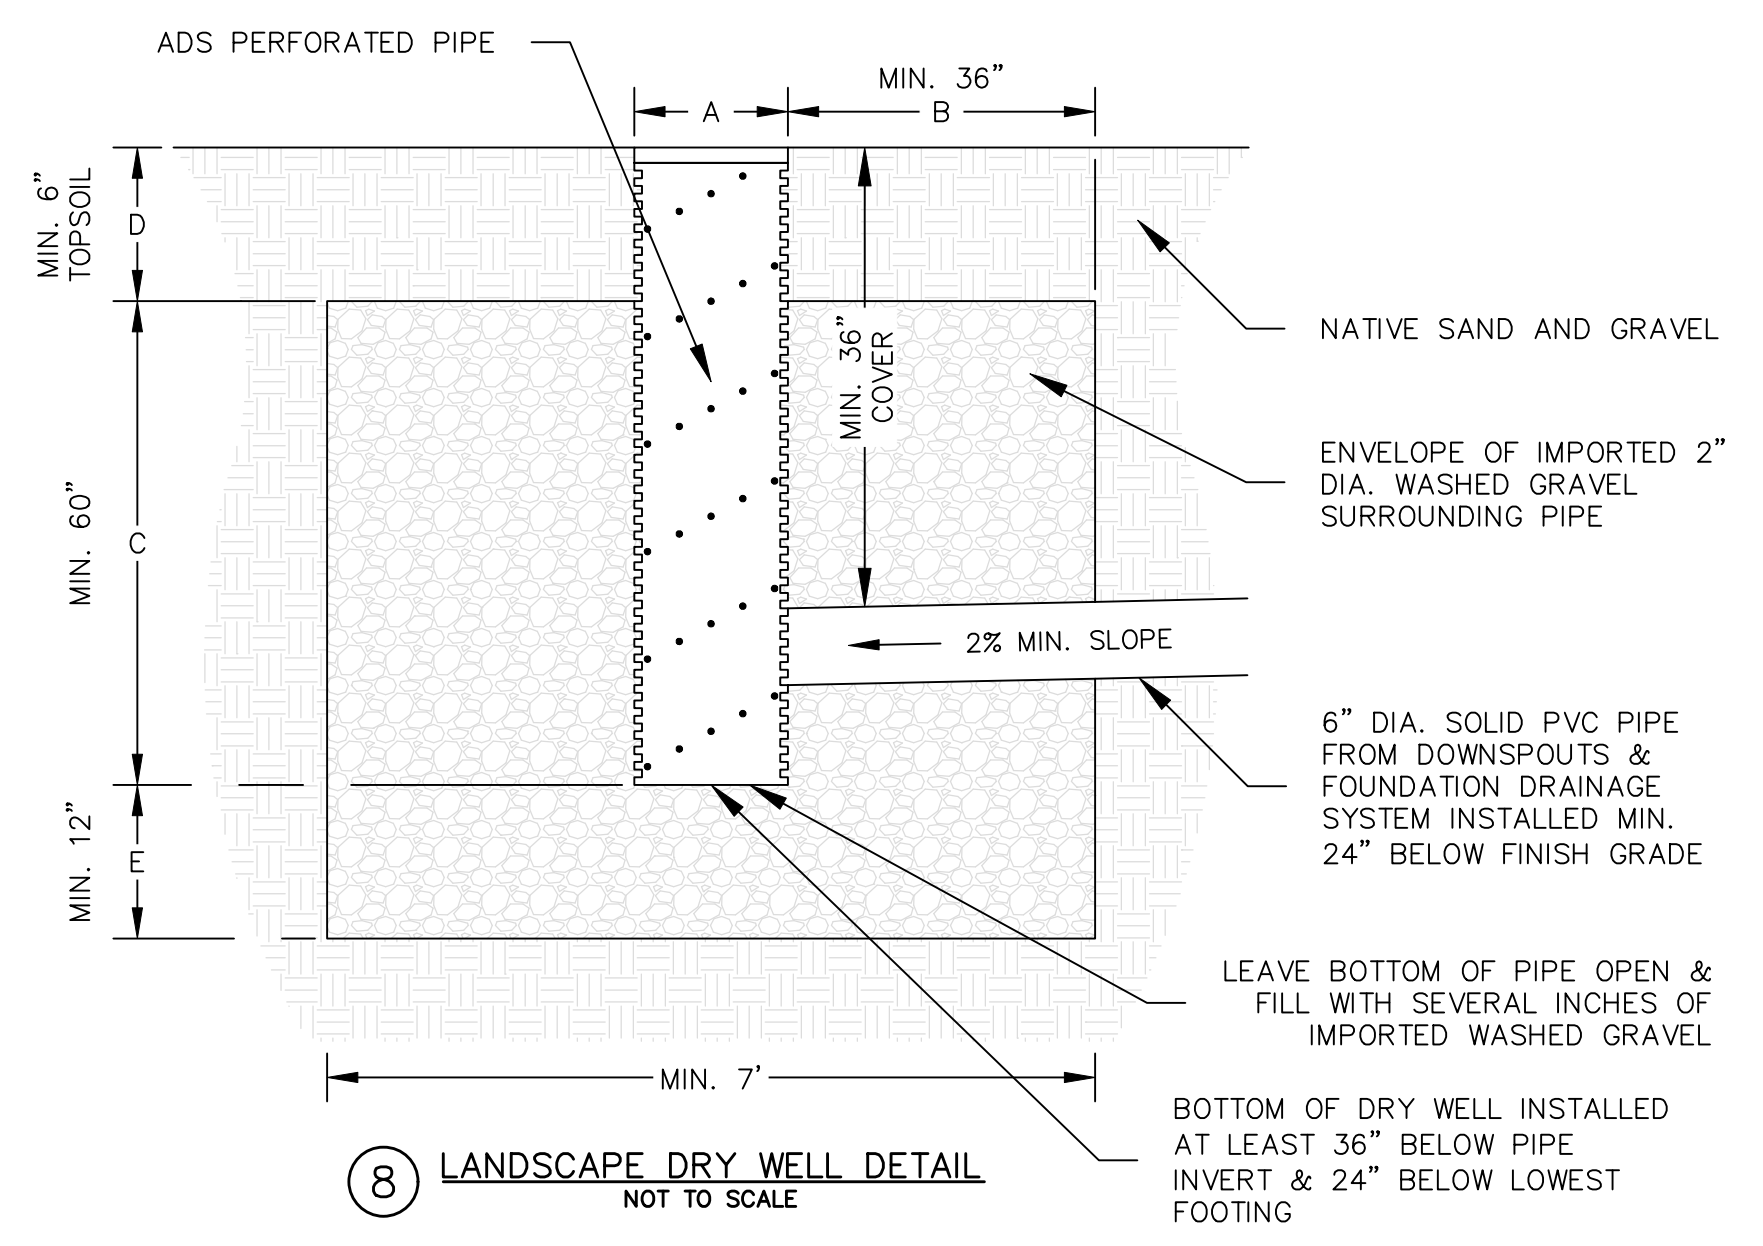 ADS PERFORATED PIPE
MIN. 36”
A
B
MIN. 6”
TOPSOIL
D
MIN. 36”
COVER
NATIVE SAND AND GRAVEL
ENVELOPE OF IMPORTED 2”
DIA. WASHED GRAVEL
SURROUNDING PIPE
MIN. 60”
C
2% MIN. SLOPE
6” DIA. SOLID PVC PIPE
FROM DOWNSPOUTS &
FOUNDATION DRAINAGE
SYSTEM INSTALLED MIN.
24” BELOW FINISH GRADE
MIN. 12”
E
LEAVE BOTTOM OF PIPE OPEN &
FILL WITH SEVERAL INCHES OF
IMPORTED WASHED GRAVEL
MIN. 7'
BOTTOM OF DRY WELL INSTALLED
AT LEAST 36” BELOW PIPE
INVERT & 24” BELOW LOWEST
FOOTING
8
LANDSCAPE DRY WELL DETAIL
NOT TO SCALE